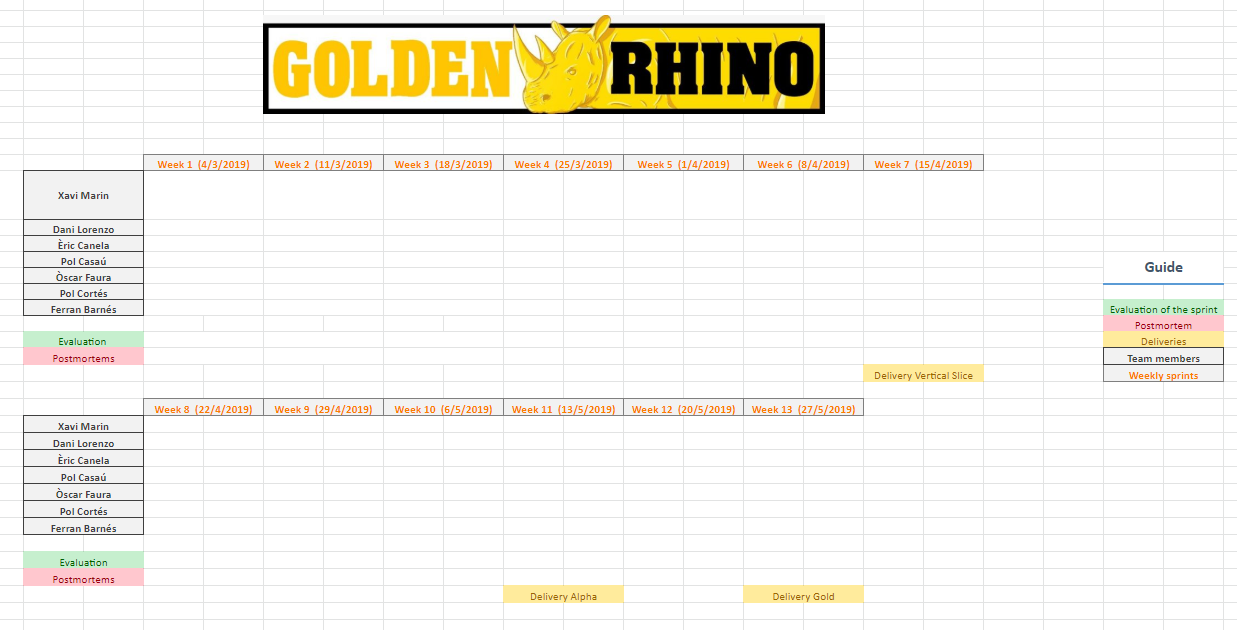 GOLDEN RHINO
Week 1 (4/3/2019) Week 2 (11/3/2019) Week 3 (18/3/2019) Week 4 (25/3/2019) Week 5 (1/4/2019) Week 6 (8/4/2019) Week 7 (15/4/2019)
Xavi Marin
Dani Lorenzo
Èric Canela
Pol Casaú
Òscar Faura
Pol Cortés
Ferran Barnés
Evaluation
Postmortems
Delivery Vertical Slice
Guide
Evaluation of the sprint
Postmortem
Deliveries
Team members
Weekly sprints
Week 8 (22/4/2019) Week 9 (29/4/2019) Week 10 (6/5/2019) Week 11 (13/5/2019) Week 12 (20/5/2019) Week 13 (27/5/2019)
Xavi Marin
Dani Lorenzo
Èric Canela
Pol Casaú
Òscar Faura
Pol Cortés
Ferran Barnés
Evaluation
Postmortems
Delivery Alpha Delivery Gold